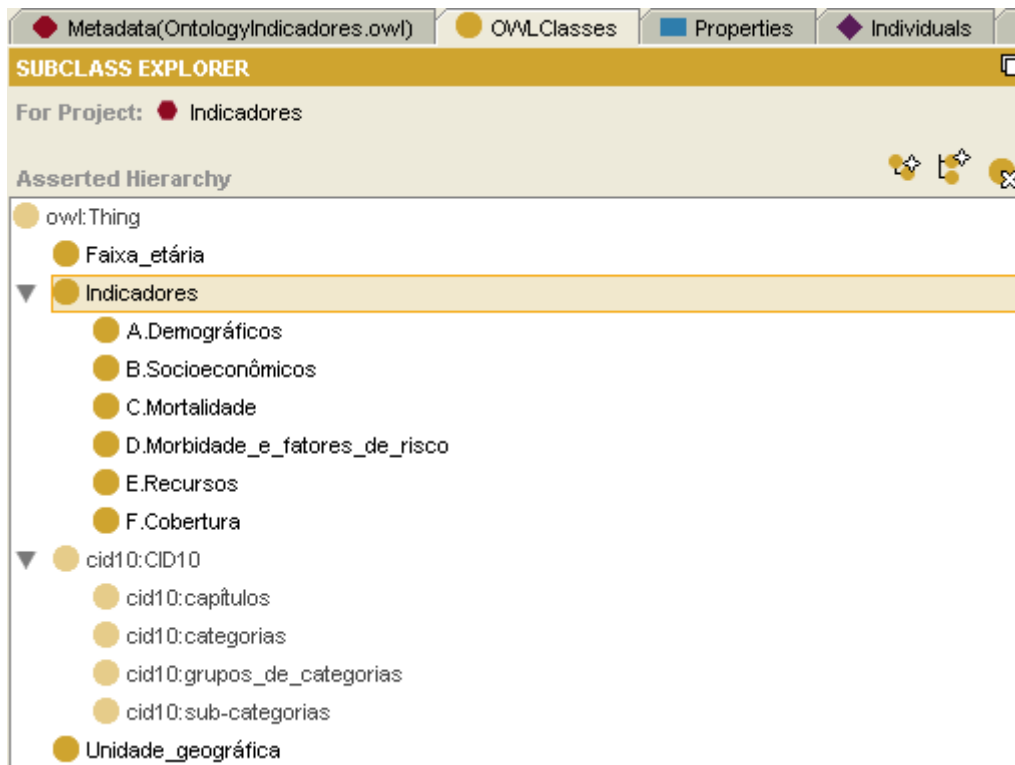 Metadata(OntologyIndicadores.owl) OWLClasses Properties Individuals
SUBCLASS EXPLORER
For Project: Indicadores
Asserted Hierarchy
owl:Thing
Faixa_etária
Indicadores
A.Demográficos
B.Socioeconômicos
C.Mortalidade
D.Morbidade_e_fatores_de_risco
E.Recursos
F.Cobertura
cid10:CID10
cid10:capítulos
cid10:categorias
cid10:grupos_de_categorias
cid10:sub-categorias
Unidade_geográfica